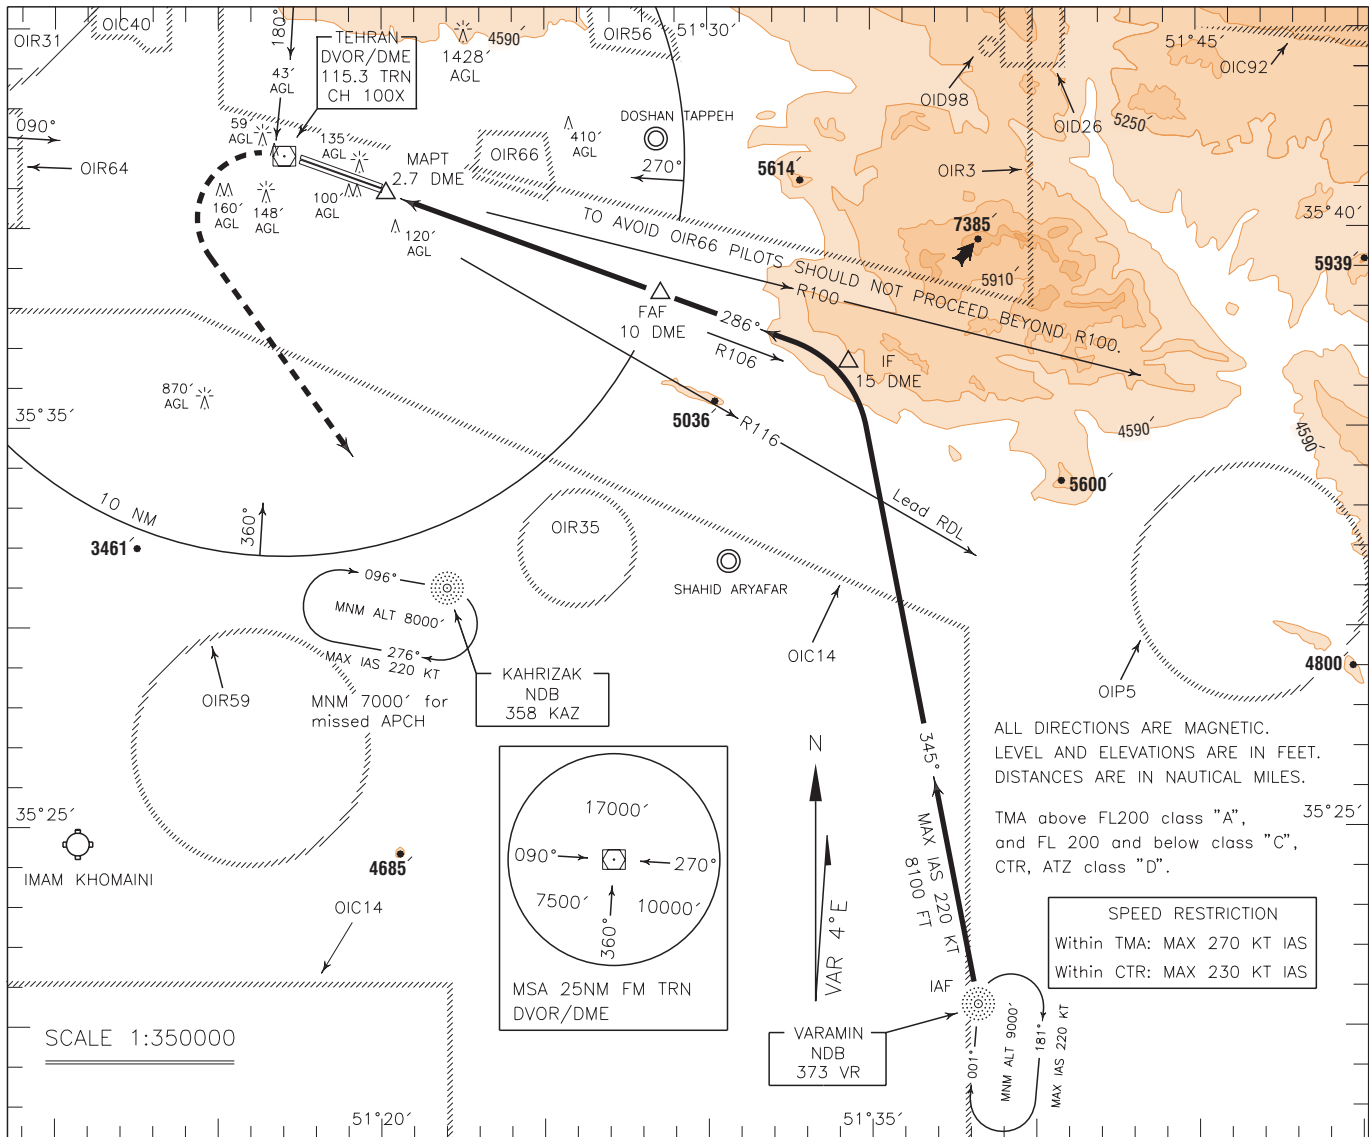 OIR31
OIC40
180°
TEHRAN
DVOR/DME
115.3 TRN
CH 100X
4590′
1428′
AGL
OIR56
51°30′
51°45′
OIC92
OID98
OID26
5250′
43′
AGL
59′
AGL
135′
AGL
090°
OIR64
MAPT
2.7 DME
OIR66
410′
AGL
DOSHAN TAPPEH
270°
5614′
OIR3
35°40′
160′
AGL
148′
AGL
100′
AGL
120′
AGL
7385′
5939′
5910′
TO AVOID OIR66 PILOTS SHOULD NOT PROCEED BEYOND R100.
R100
FAF
10 DME
286°
R106
IF
15 DME
870′
AGL
35°35′
5036′
R116
4590′
4590′
5600′
Lead RDL
10 NM
360°
3461′
OIR35
SHAHID ARYAFAR
096°
MNM ALT 8000′
276°
MAX IAS 220 KT
OIC14
4800′
OIP5
OIR59
MNM 7000′ for
missed APCH
KAHRIZAK
NDB
358 KAZ
ALL DIRECTIONS ARE MAGNETIC.
LEVEL AND ELEVATIONS ARE IN FEET.
DISTANCES ARE IN NAUTICAL MILES.
345°
MAX IAS 220 KT
8100 FT
N
VAR 4°E
35°25′
35°25′
TMA above FL200 class "A",
and FL 200 and below class "C",
CTR, ATZ class "D".
17000′
090°
270°
7500′
10000′
360°
MSA 25NM FM TRN
DVOR/DME
IMAM KHOMAINI
4685′
OIC14
SPEED RESTRICTION
Within TMA: MAX 270 KT IAS
Within CTR: MAX 230 KT IAS
IAF
VARAMIN
NDB
373 VR
001°
MNM ALT 9000′
181°
MAX IAS 220 KT
SCALE 1:350000
51°20′
51°35′